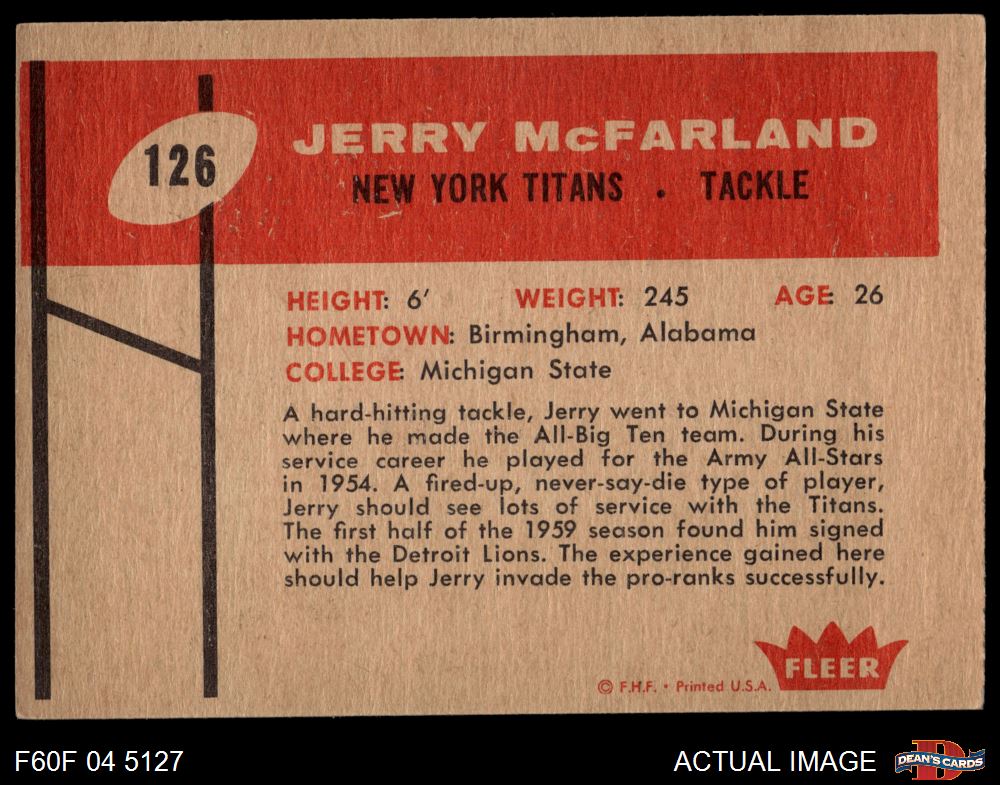 126
JERRY McFARLAND
NEW YORK TITANS . TACKLE
HEIGHT: 6′ WEIGHT: 245 AGE: 26
HOMETOWN: Birmingham, Alabama
COLLEGE: Michigan State
A hard-hitting tackle, Jerry went to Michigan State
where he made the All-Big Ten team. During his
service career he played for the Army All-Stars
in 1954. A fired-up, never-say-die type of player,
Jerry should see lots of service with the Titans.
The first half of the 1959 season found him signed
with the Detroit Lions. The experience gained here
should help Jerry invade the pro-ranks successfully.
FLEER
© F.H.F. • Printed U.S.A.
F60F 04 5127
ACTUAL IMAGE
DEAN'S CARDS